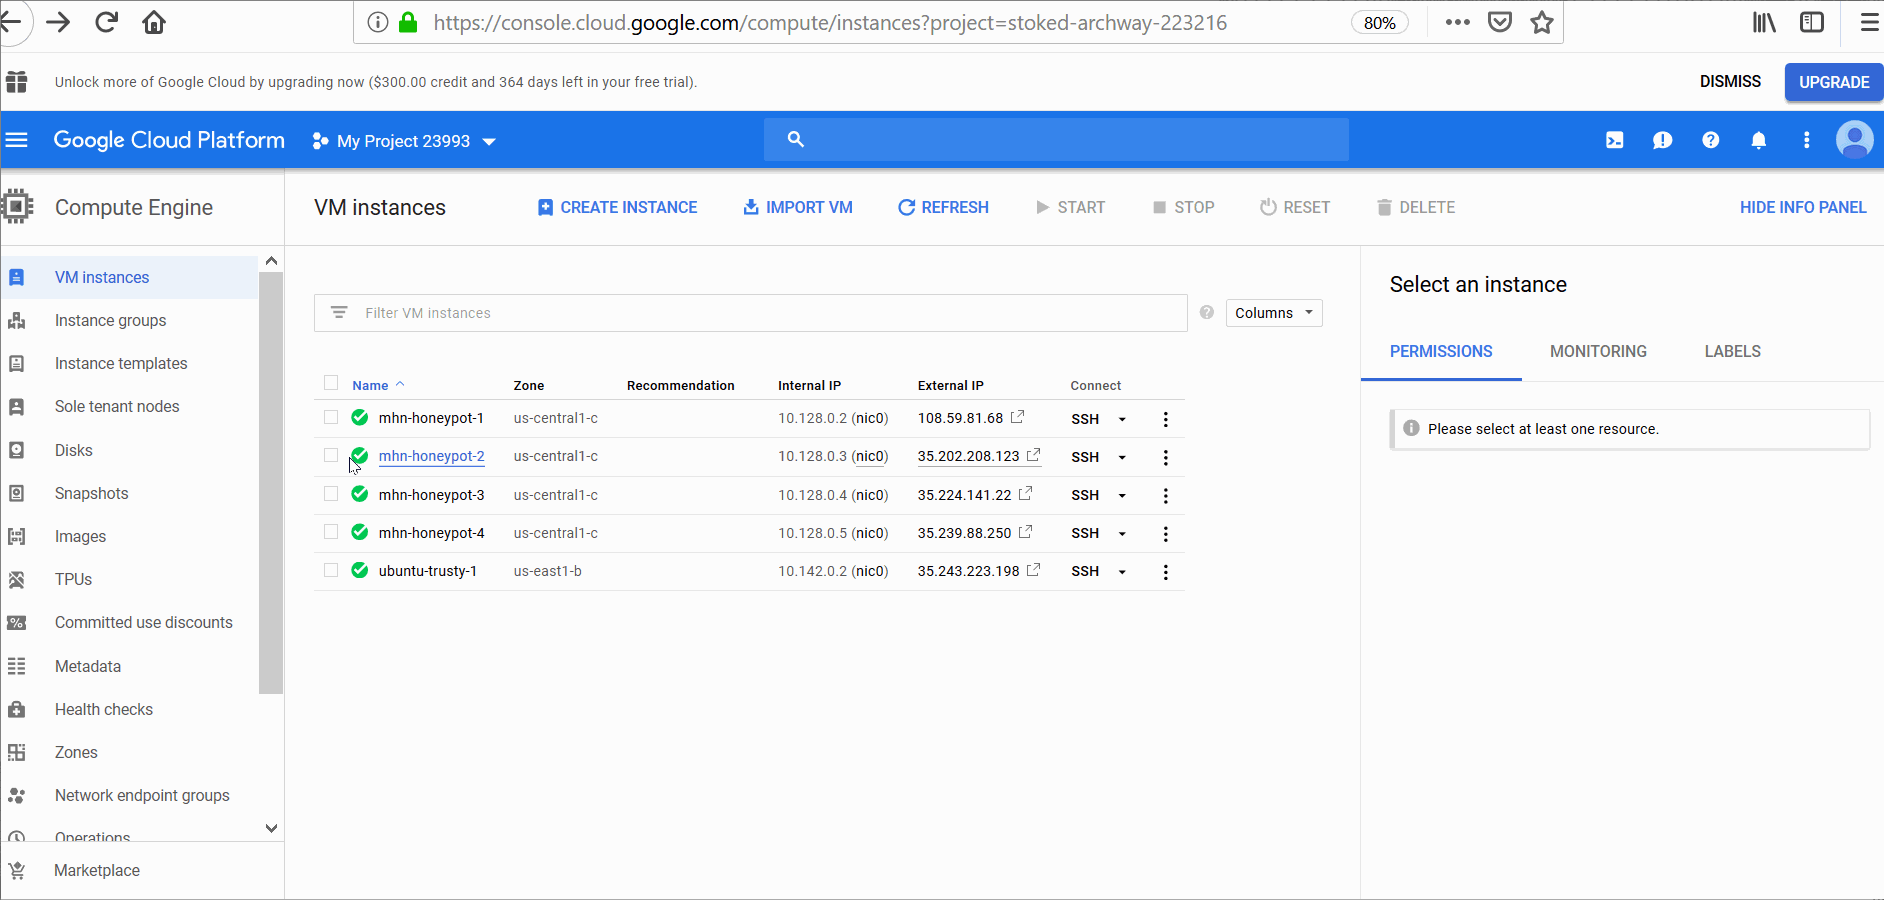 https://console.cloud.google.com/compute/instances?project=stoked-archway-223216
80%
Unlock more of Google Cloud by upgrading now ($300.00 credit and 364 days left in your free trial).
DISMISS
UPGRADE
Google Cloud Platform
My Project 23993
Compute Engine
VM instances
CREATE INSTANCE
IMPORT VM
REFRESH
START
STOP
RESET
DELETE
HIDE INFO PANEL
VM instances
Instance groups
Instance templates
Sole tenant nodes
Disks
Snapshots
Images
TPUs
Committed use discounts
Metadata
Health checks
Zones
Network endpoint groups
Operations
Marketplace
Filter VM instances
Columns
Name Zone Recommendation Internal IP External IP Connect
mhn-honeypot-1 us-central1-c 10.128.0.2 (nic0) 108.59.81.68 SSH
mhn-honeypot-2 us-central1-c 10.128.0.3 (nic0) 35.202.208.123 SSH
mhn-honeypot-3 us-central1-c 10.128.0.4 (nic0) 35.224.141.22 SSH
mhn-honeypot-4 us-central1-c 10.128.0.5 (nic0) 35.239.88.250 SSH
ubuntu-trusty-1 us-east1-b 10.142.0.2 (nic0) 35.243.223.198 SSH
Select an instance
PERMISSIONS
MONITORING
LABELS
Please select at least one resource.